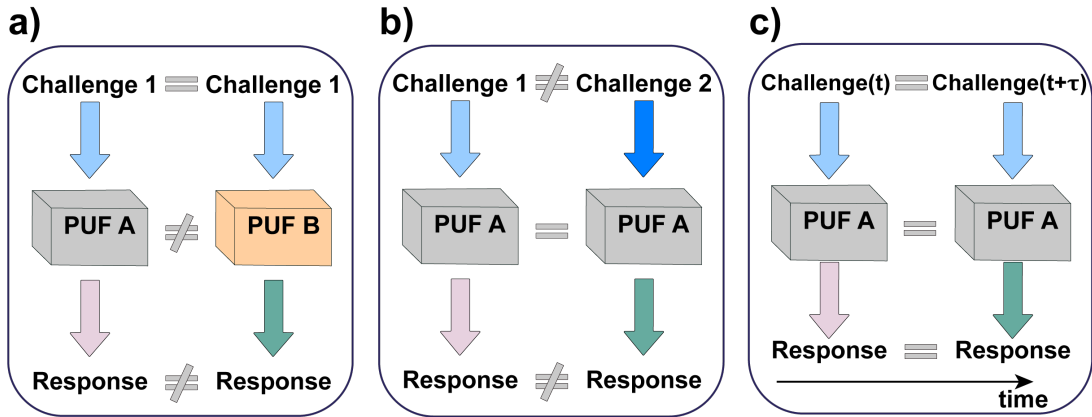 a)
Challenge 1 = Challenge 1
PUF A ≠ PUF B
Response ≠ Response
b)
Challenge 1 ≠ Challenge 2
PUF A = PUF A
Response ≠ Response
c)
Challenge(t) = Challenge(t+τ)
PUF A = PUF A
Response = Response
time